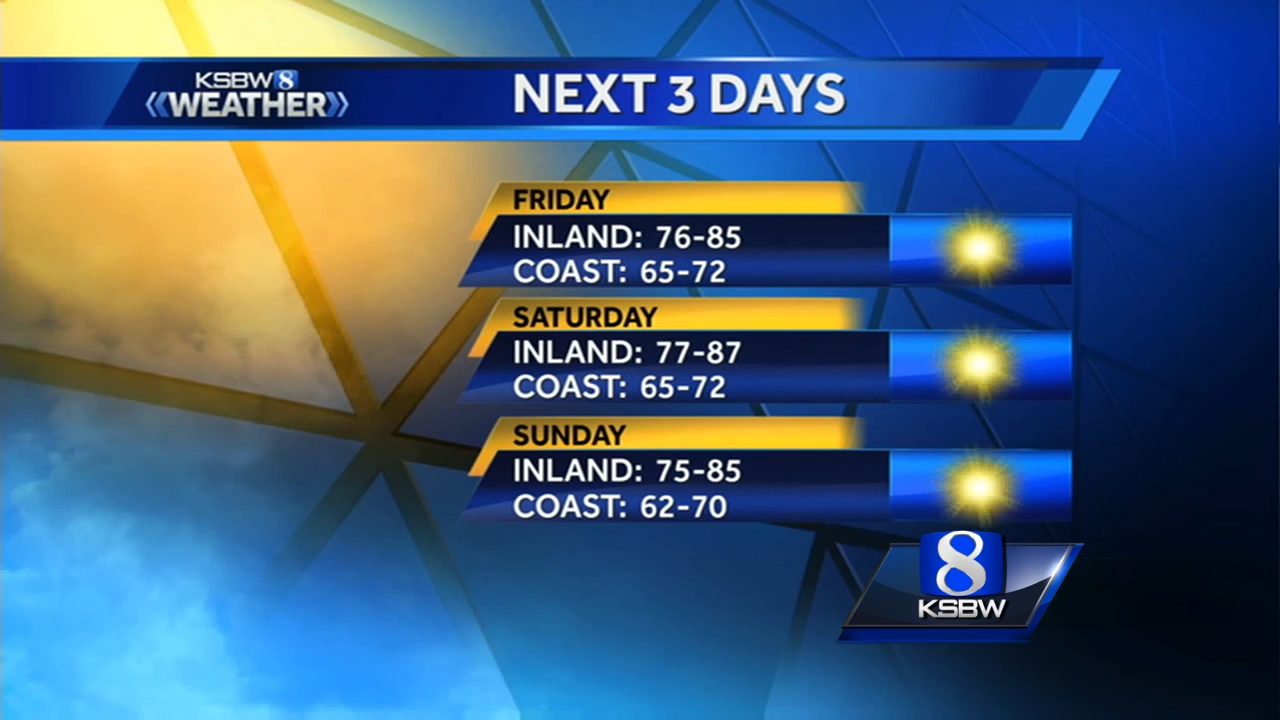 KSBW 8
WEATHER
NEXT 3 DAYS
FRIDAY
INLAND: 76-85
COAST: 65-72
SATURDAY
INLAND: 77-87
COAST: 65-72
SUNDAY
INLAND: 75-85
COAST: 62-70
8
KSBW